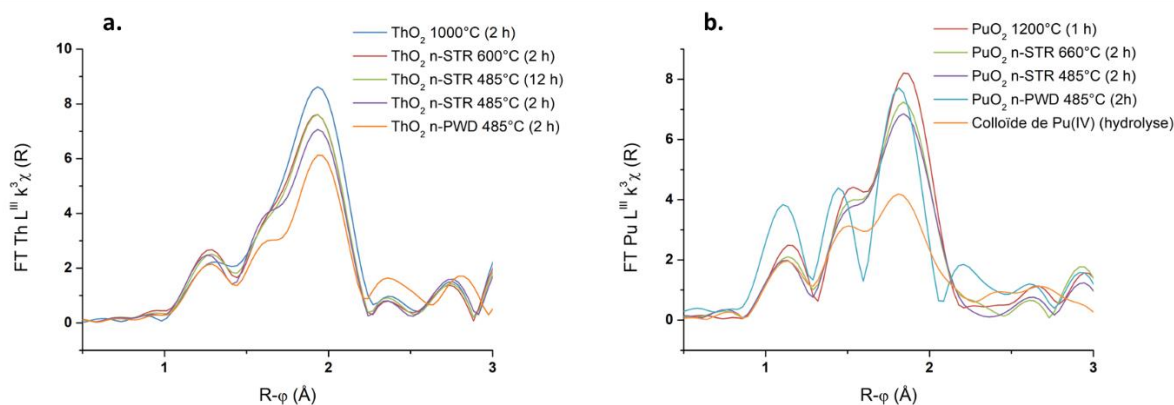 a.
ThO₂ 1000°C (2 h)
ThO₂ n-STR 600°C (2 h)
ThO₂ n-STR 485°C (12 h)
ThO₂ n-STR 485°C (2 h)
ThO₂ n-PWD 485°C (2 h)
FT Th Lᴵᴵᴵ k³χ (R)
10
8
6
4
2
0
1 2 3
R-φ (Å)
b.
PuO₂ 1200°C (1 h)
PuO₂ n-STR 660°C (2 h)
PuO₂ n-STR 485°C (2 h)
PuO₂ n-PWD 485°C (2h)
Colloïde de Pu(IV) (hydrolyse)
FT Pu Lᴵᴵᴵ k³χ (R)
8
6
4
2
0
1 2 3
R-φ (Å)